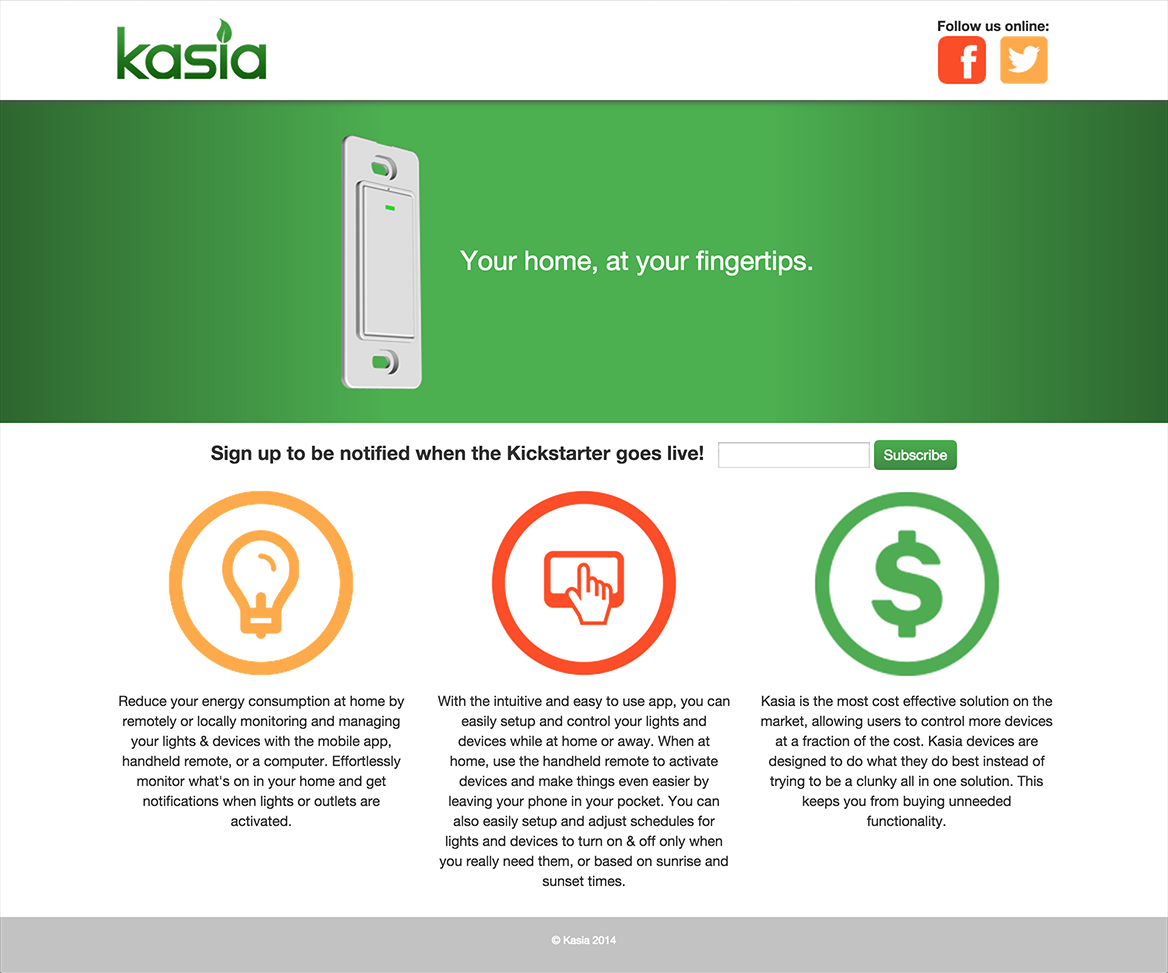 kasia
Follow us online:
Your home, at your fingertips.
Sign up to be notified when the Kickstarter goes live!
Subscribe
Reduce your energy consumption at home by
remotely or locally monitoring and managing
your lights & devices with the mobile app,
handheld remote, or a computer. Effortlessly
monitor what's on in your home and get
notifications when lights or outlets are
activated.
With the intuitive and easy to use app, you can
easily setup and control your lights and
devices while at home or away. When at
home, use the handheld remote to activate
devices and make things even easier by
leaving your phone in your pocket. You can
also easily setup and adjust schedules for
lights and devices to turn on & off only when
you really need them, or based on sunrise and
sunset times.
Kasia is the most cost effective solution on the
market, allowing users to control more devices
at a fraction of the cost. Kasia devices are
designed to do what they do best instead of
trying to be a clunky all in one solution. This
keeps you from buying unneeded
functionality.
© Kasia 2014